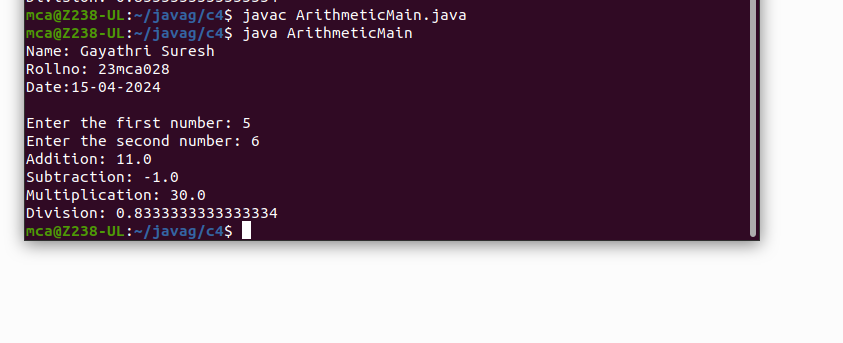 mca@Z238-UL:~/javag/c4$ javac ArithmeticMain.java
mca@Z238-UL:~/javag/c4$ java ArithmeticMain
Name: Gayathri Suresh
Rollno: 23mca028
Date:15-04-2024
Enter the first number: 5
Enter the second number: 6
Addition: 11.0
Subtraction: -1.0
Multiplication: 30.0
Division: 0.8333333333333334
mca@Z238-UL:~/javag/c4$